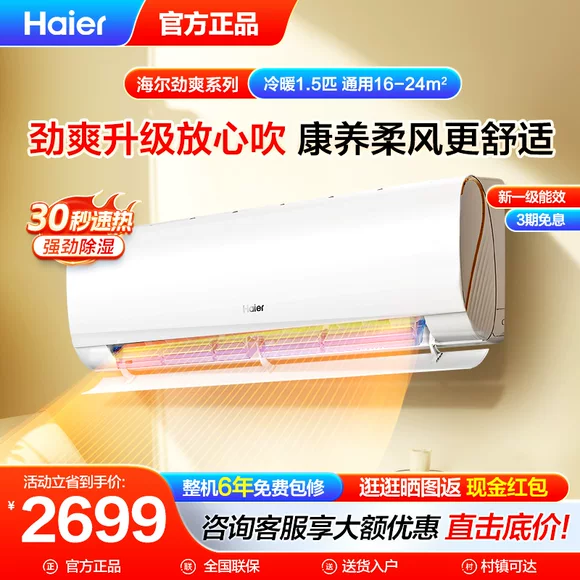 Haier 官方正品
海尔劲爽系列 冷暖1.5匹 通用16-24m²
劲爽升级放心吹 康养柔风更舒适
30秒速热
强劲除湿
新一级能效
3期免息
Haier
活动立省到手价:
¥2699
整机6年免费包修 逛逛晒图返 现金红包
咨询客服享大额优惠 直击底价!
正 官方正品 联 全国联保 送 送货入户 村 村镇可达